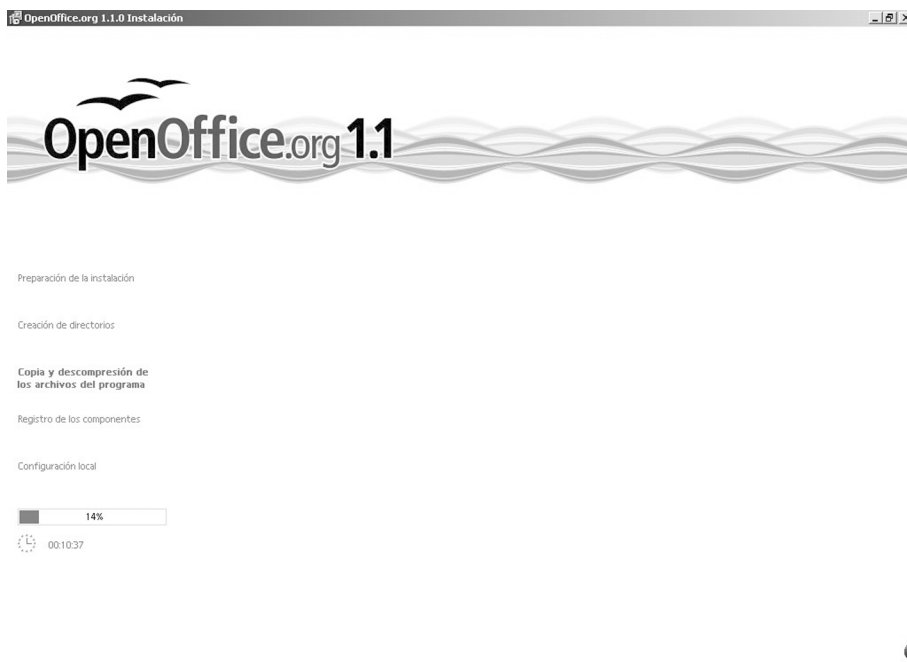 OpenOffice.org 1.1.0 Instalación
OpenOffice.org 1.1
Preparación de la instalación
Creación de directorios
Copia y descompresión de
los archivos del programa
Registro de los componentes
Configuración local
14%
00:10:37